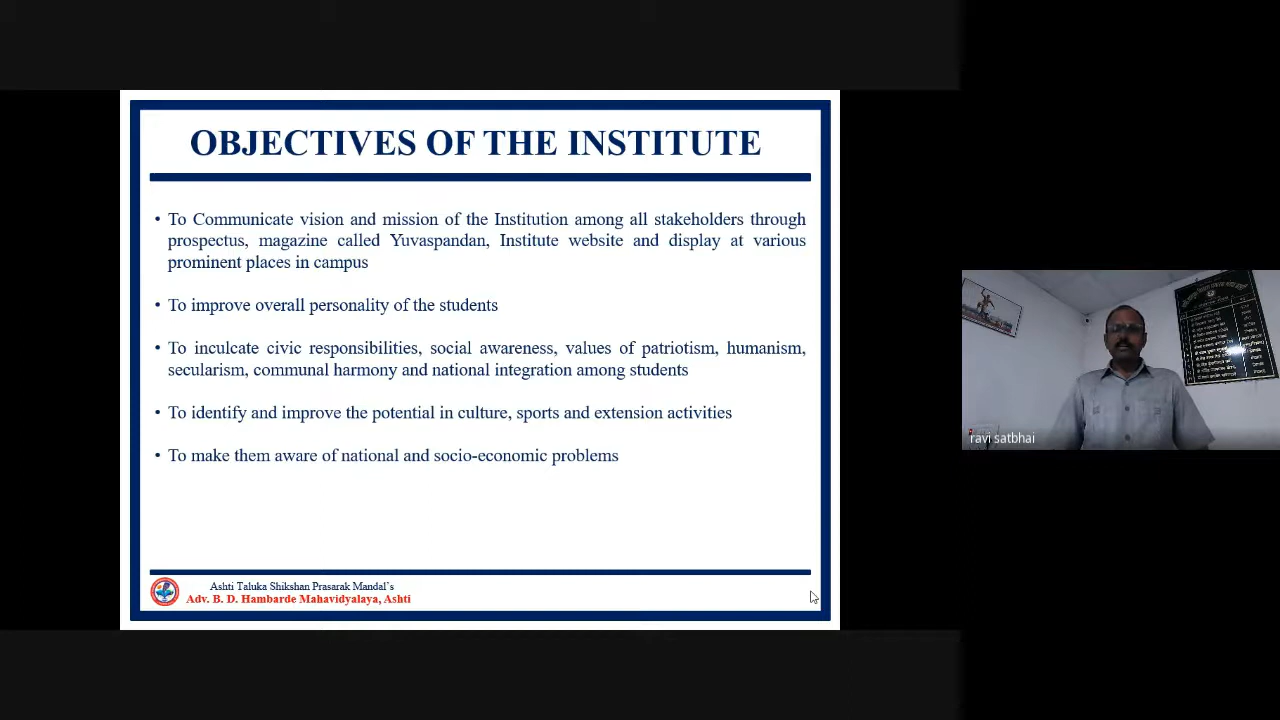 OBJECTIVES OF THE INSTITUTE
• To Communicate vision and mission of the Institution among all stakeholders through
prospectus, magazine called Yuvaspandan, Institute website and display at various
prominent places in campus
• To improve overall personality of the students
• To inculcate civic responsibilities, social awareness, values of patriotism, humanism,
secularism, communal harmony and national integration among students
• To identify and improve the potential in culture, sports and extension activities
• To make them aware of national and socio-economic problems
Ashti Taluka Shikshan Prasarak Mandal's
Adv. B. D. Hambarde Mahavidyalaya, Ashti
ravi satbhai